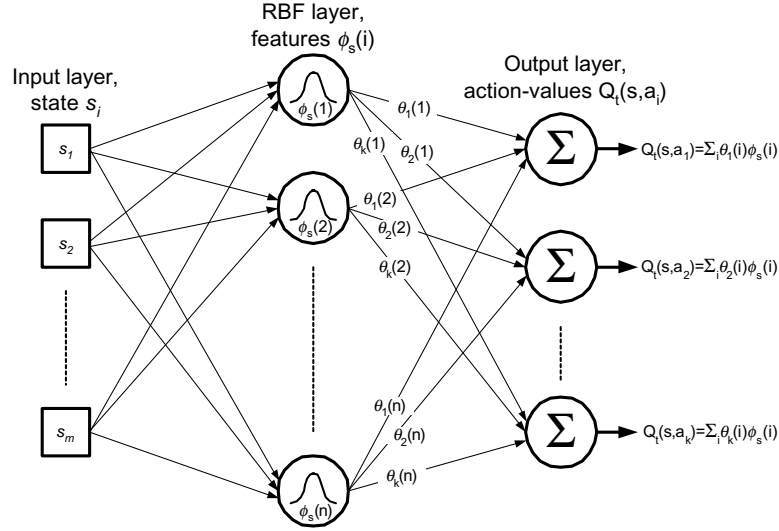 RBF layer,
features ϕₛ(i)
Input layer,
state sᵢ
Output layer,
action-values Qₜ(s,aᵢ)
s₁
s₂
sₘ
ϕₛ(1)
ϕₛ(2)
ϕₛ(n)
θ₁(1)
θ₂(1)
θₖ(1)
θ₁(2)
θ₂(2)
θₖ(2)
θ₁(n)
θ₂(n)
θₖ(n)
Σ
Σ
Σ
Qₜ(s,a₁)=Σᵢθ₁(i)ϕₛ(i)
Qₜ(s,a₂)=Σᵢθ₂(i)ϕₛ(i)
Qₜ(s,aₖ)=Σᵢθₖ(i)ϕₛ(i)